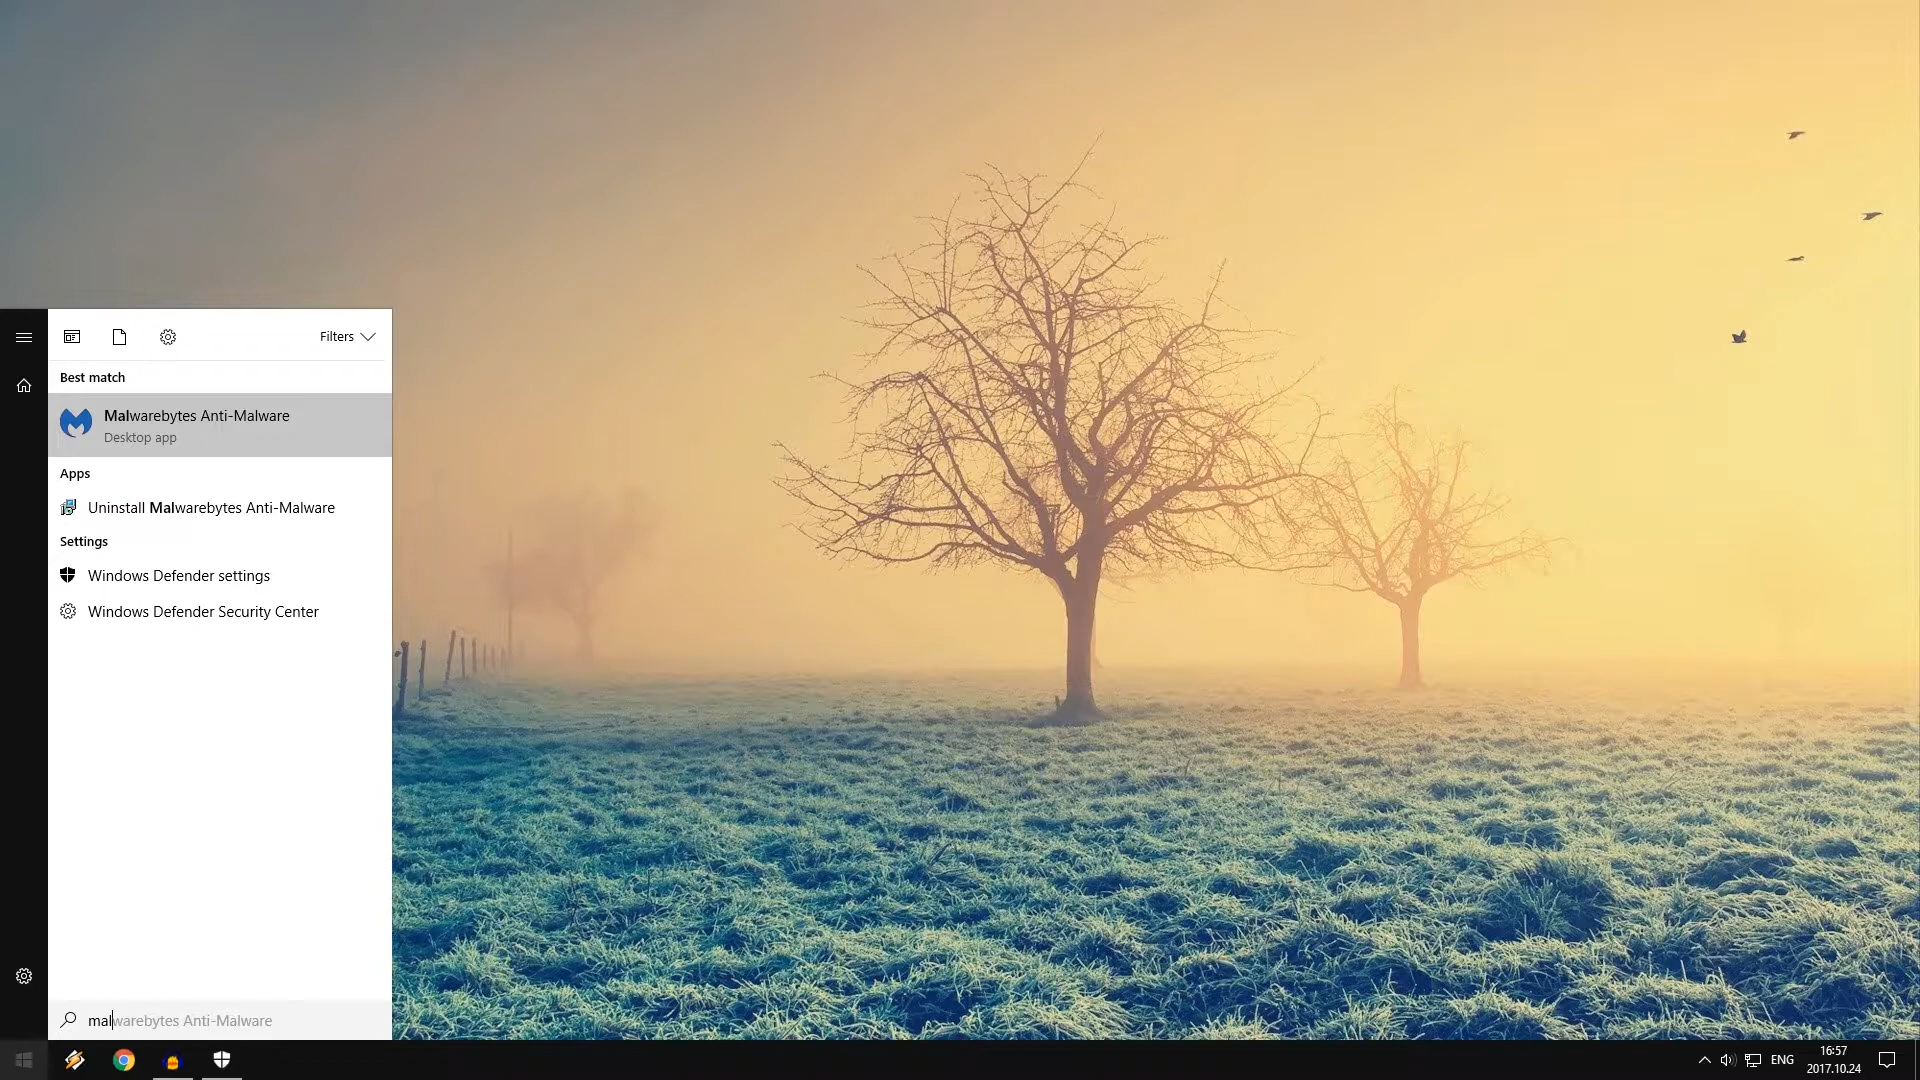 Filters
Best match
Malwarebytes Anti-Malware
Desktop app
Apps
Uninstall Malwarebytes Anti-Malware
Settings
Windows Defender settings
Windows Defender Security Center
malwarebytes Anti-Malware
ENG
16:57
2017.10.24